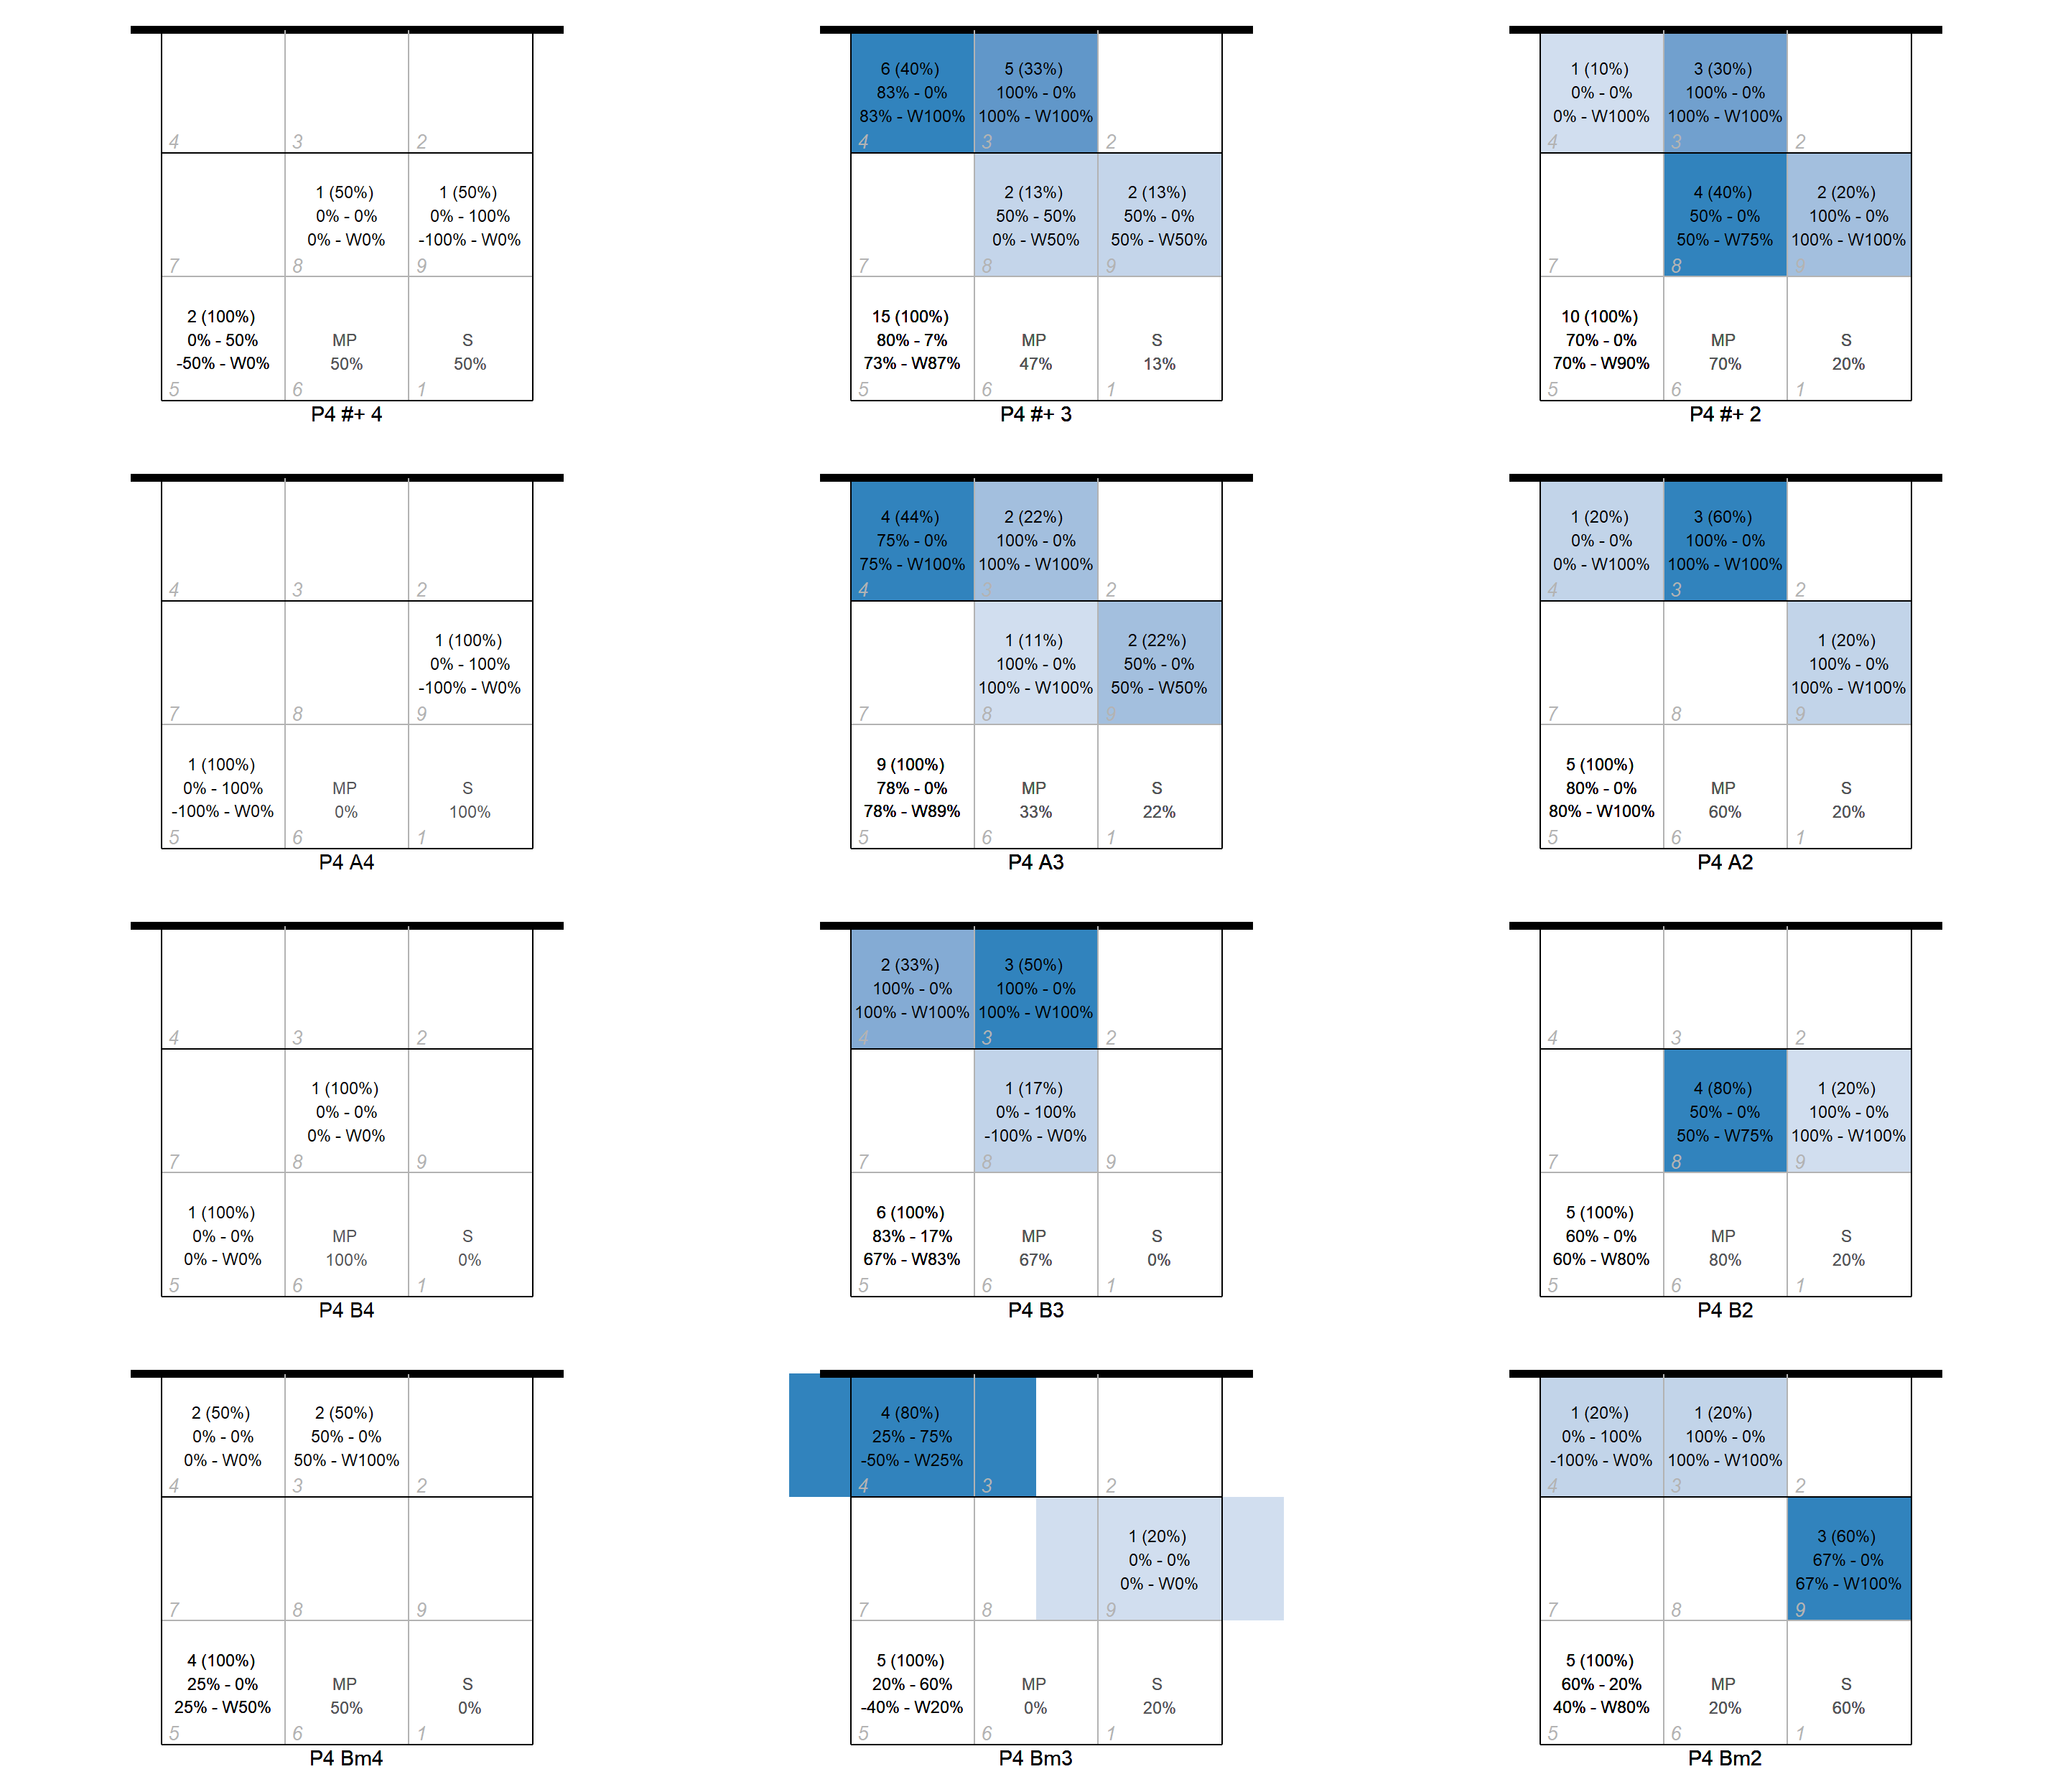 6 (40%) 5 (33%) 1 (10%) 3 (30%)
83% - 0% 100% - 0% 0% - 0% 100% - 0%
83% - W100% 100% - W100% 0% - W100% 100% - W100%
4 3 2 4 3 2 4 3 2
1 (50%) 1 (50%) 2 (13%) 2 (13%) 4 (40%) 2 (20%)
0% - 0% 0% - 100% 50% - 50% 50% - 0% 50% - 0% 100% - 0%
0% - W0% -100% - W0% 0% - W50% 50% - W50% 50% - W75% 100% - W100%
7 8 9 7 8 9 7 8 9
2 (100%) 15 (100%) 10 (100%)
0% - 50% MP S 80% - 7% MP S 70% - 0% MP S
-50% - W0% 50% 50% 73% - W87% 47% 13% 70% - W90% 70% 20%
5 6 1 5 6 1 5 6 1
P4 #+ 4 P4 #+ 3 P4 #+ 2
4 (44%) 2 (22%) 1 (20%) 3 (60%)
75% - 0% 100% - 0% 0% - 0% 100% - 0%
75% - W100% 100% - W100% 0% - W100% 100% - W100%
4 3 2 4 3 2 4 3 2
1 (100%) 1 (11%) 2 (22%) 1 (20%)
0% - 100% 100% - 0% 50% - 0% 100% - 0%
-100% - W0% 100% - W100% 50% - W50% 100% - W100%
7 8 9 7 8 9 7 8 9
1 (100%) 9 (100%) 5 (100%)
0% - 100% MP S 78% - 0% MP S 80% - 0% MP S
-100% - W0% 0% 100% 78% - W89% 33% 22% 80% - W100% 60% 20%
5 6 1 5 6 1 5 6 1
P4 A4 P4 A3 P4 A2
2 (33%) 3 (50%)
100% - 0% 100% - 0%
100% - W100% 100% - W100%
4 3 2 4 3 2 4 3 2
1 (100%) 1 (17%) 4 (80%) 1 (20%)
0% - 0% 0% - 100% 50% - 0% 100% - 0%
0% - W0% -100% - W0% 50% - W75% 100% - W100%
7 8 9 7 8 9 7 8 9
1 (100%) 6 (100%) 5 (100%)
0% - 0% MP S 83% - 17% MP S 60% - 0% MP S
0% - W0% 100% 0% 67% - W83% 67% 0% 60% - W80% 80% 20%
5 6 1 5 6 1 5 6 1
P4 B4 P4 B3 P4 B2
2 (50%) 2 (50%) 4 (80%) 1 (20%) 1 (20%)
0% - 0% 50% - 0% 25% - 75% 0% - 100% 100% - 0%
0% - W0% 50% - W100% -50% - W25% -100% - W0% 100% - W100%
4 3 2 4 3 2 4 3 2
1 (20%) 3 (60%)
0% - 0% 67% - 0%
0% - W0% 67% - W100%
7 8 9 7 8 9 7 8 9
4 (100%) 5 (100%) 5 (100%)
25% - 0% MP S 20% - 60% MP S 60% - 20% MP S
25% - W50% 50% 0% -40% - W20% 0% 20% 40% - W80% 20% 60%
5 6 1 5 6 1 5 6 1
P4 Bm4 P4 Bm3 P4 Bm2